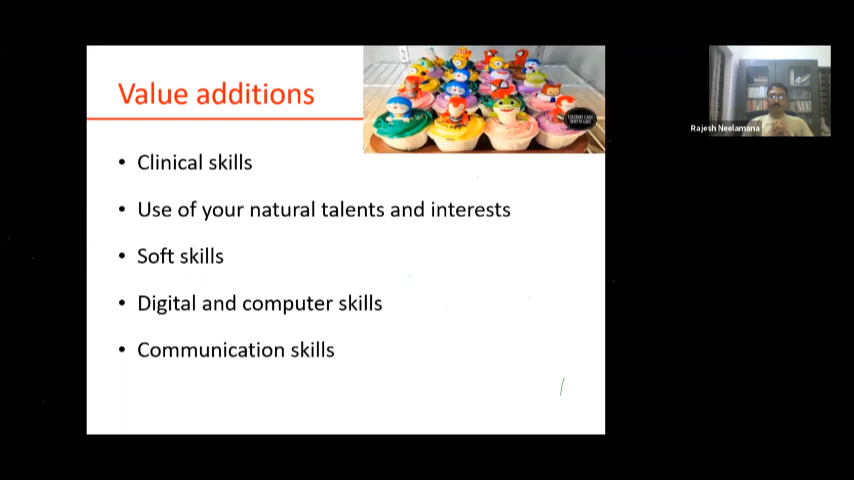 Value additions
• Clinical skills
• Use of your natural talents and interests
• Soft skills
• Digital and computer skills
• Communication skills
Rajesh Neelamana